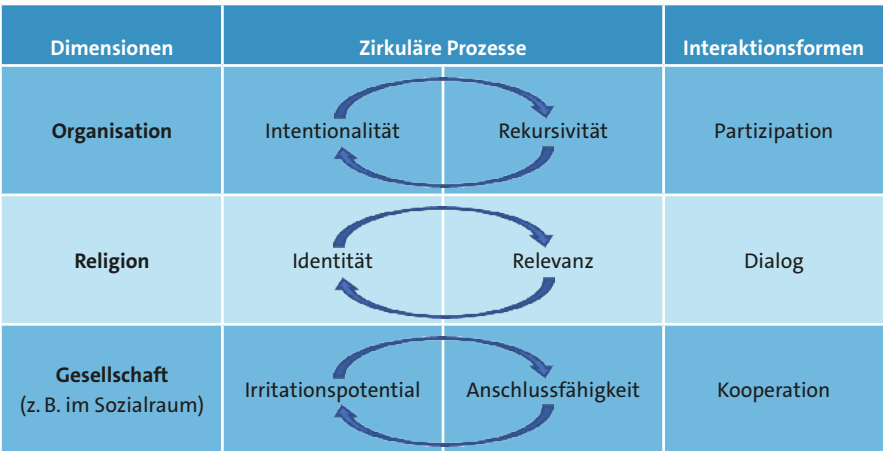 Dimensionen
Zirkuläre Prozesse
Interaktionsformen
Organisation
Intentionalität
Rekursivität
Partizipation
Religion
Identität
Relevanz
Dialog
Gesellschaft
(z. B. im Sozialraum)
Irritationspotential
Anschlussfähigkeit
Kooperation